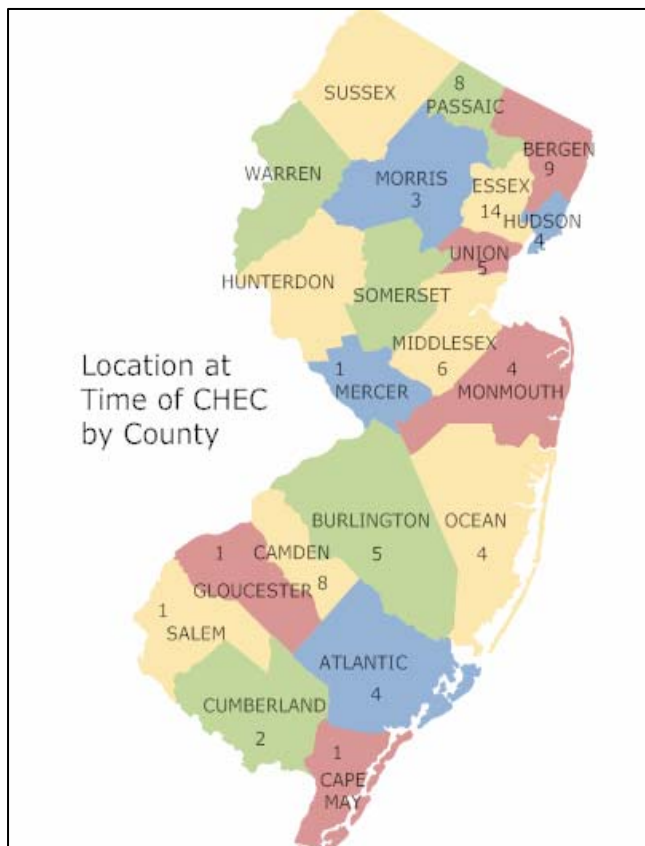 SUSSEX
8
PASSAIC
BERGEN
9
WARREN
MORRIS
3
ESSEX
14
HUDSON
4
UNION
5
HUNTERDON
SOMERSET
MIDDLESEX
6
1
MERCER
4
MONMOUTH
Location at
Time of CHEC
by County
BURLINGTON
5
OCEAN
4
CAMDEN
8
1
GLOUCESTER
1
SALEM
ATLANTIC
4
CUMBERLAND
2
1
CAPE
MAY